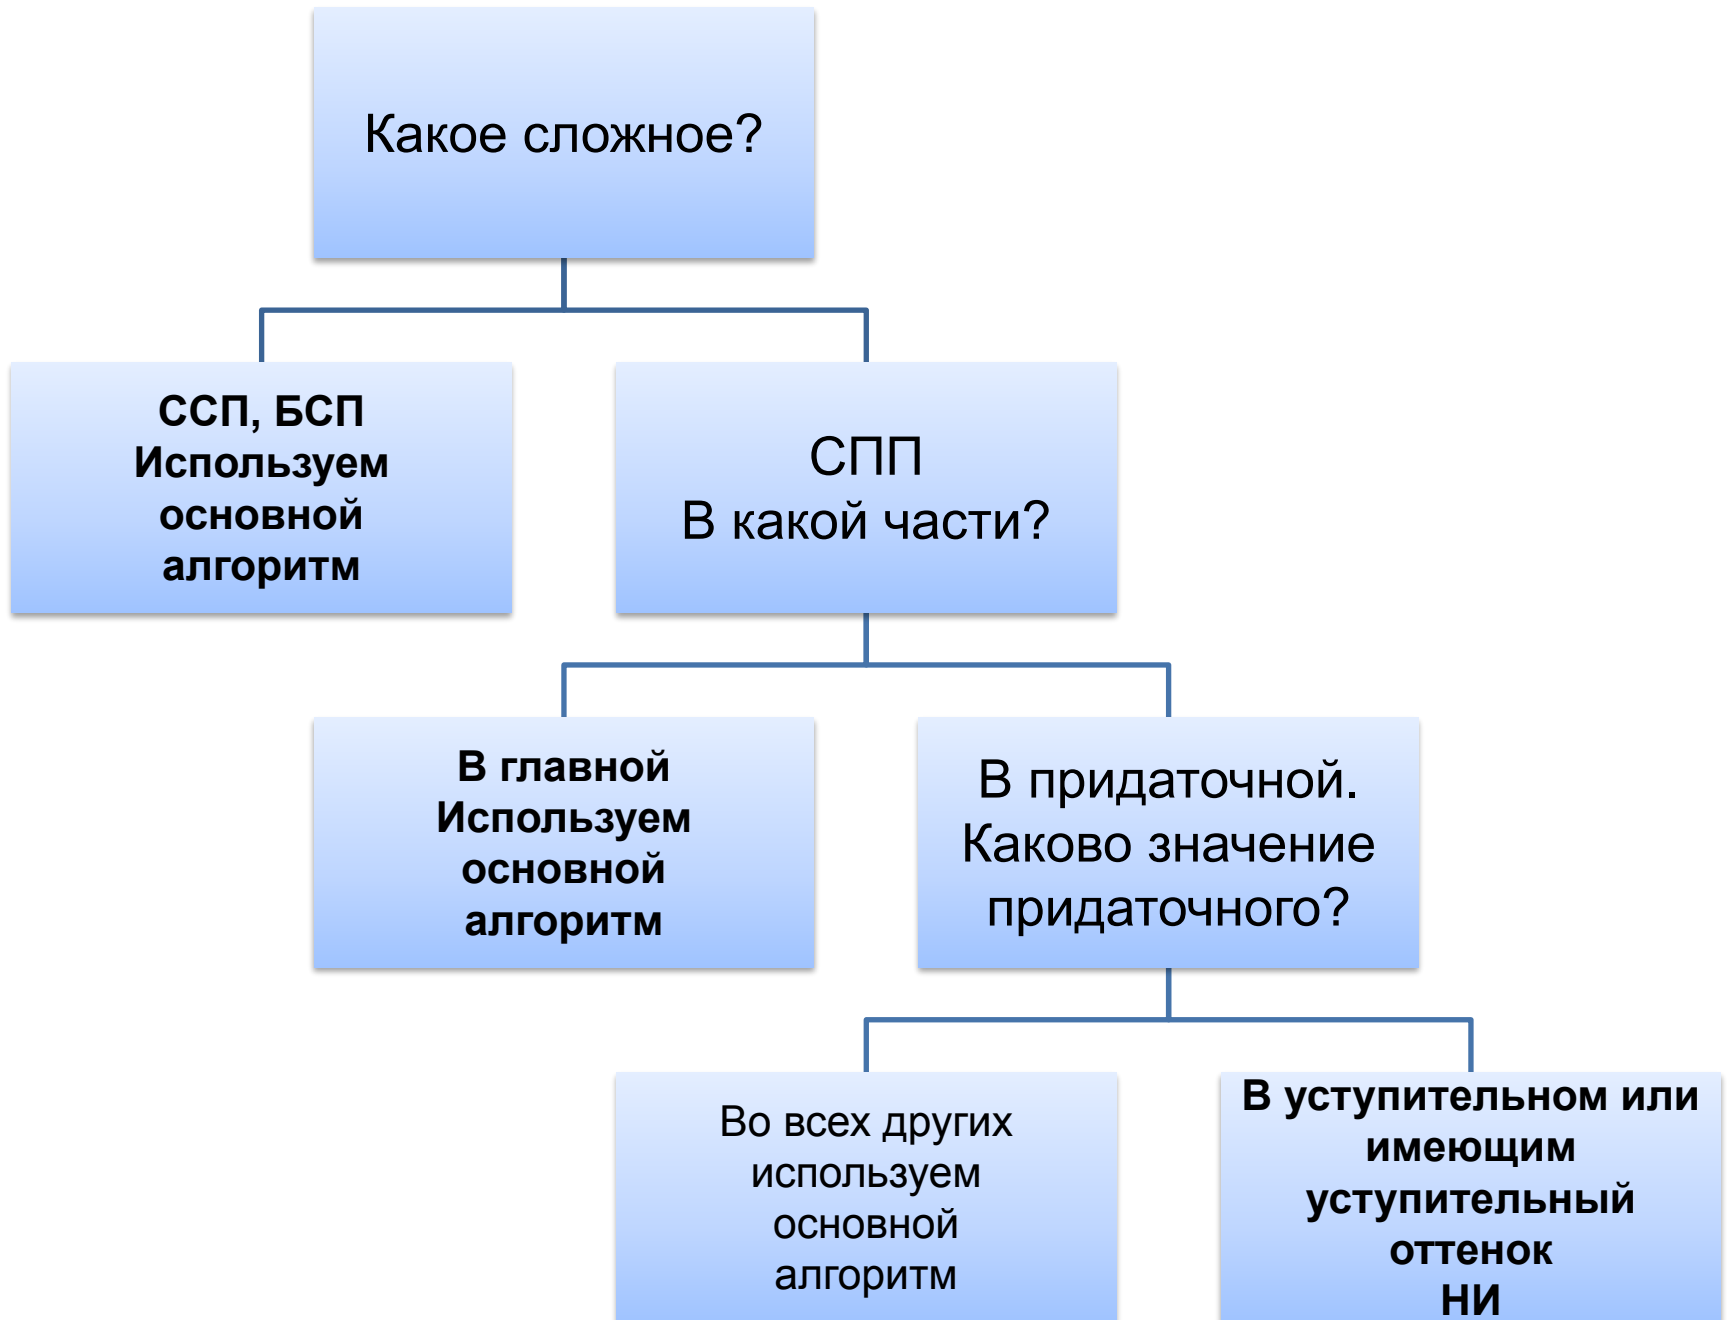 Какое сложное?
ССП, БСП
Используем
основной
алгоритм
СПП
В какой части?
В главной
Используем
основной
алгоритм
В придаточной.
Каково значение
придаточного?
Во всех других
используем
основной
алгоритм
В уступительном или
имеющим
уступительный
оттенок
НИ